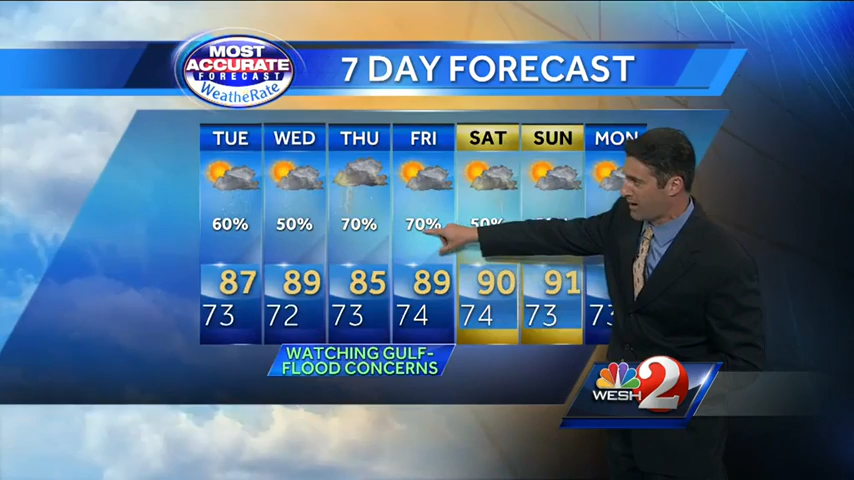 MOST
ACCURATE
FORECAST
WeatheRate
7 DAY FORECAST
TUE WED THU FRI SAT SUN MON
60% 50% 70% 70% 50%
87 89 85 89 90 91
73 72 73 74 74 73
WATCHING GULF-
FLOOD CONCERNS
WESH 2